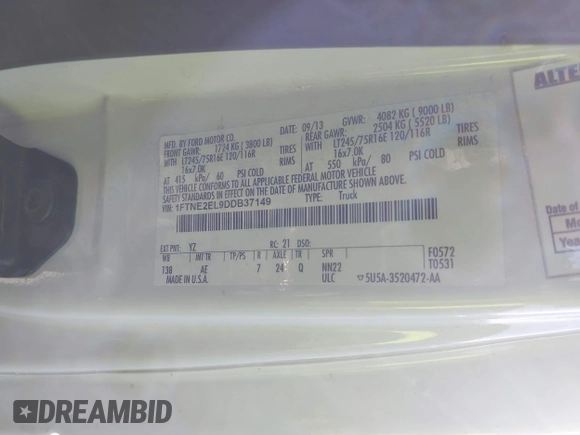 MFD. BY FORD MOTOR CO.
09/13 GVWR: 4082 KG ( 9000 LB)
FRONT GAWR: 1724 KG ( 3800 LB) REAR GAWR: 2504 KG ( 5520 LB)
WITH LT245/75R16E 120/116R TIRES WITH LT245/75R16E 120/116R TIRES
16x7.0K RIMS 16x7.0K RIMS
AT 415 kPa/ 60 PSI COLD AT 550 kPa/ 80 PSI COLD
THIS VEHICLE CONFORMS TO ALL APPLICABLE FEDERAL MOTOR VEHICLE
SAFETY STANDARDS IN EFFECT ON THE DATE OF MANUFACTURE SHOWN ABOVE.
VIN: 1FTNE2EL9DDB37149
TYPE: Truck
EXT PNT: YZ RC: 21 DSO: F0572
WB INT TR TP/PS R AXLE TR SPR T0531
138 AE 7 24 Q NN22
MADE IN U.S.A. ULC 5U5A-3520472-AA
ALTE
Mo
Yea
DREAMBID